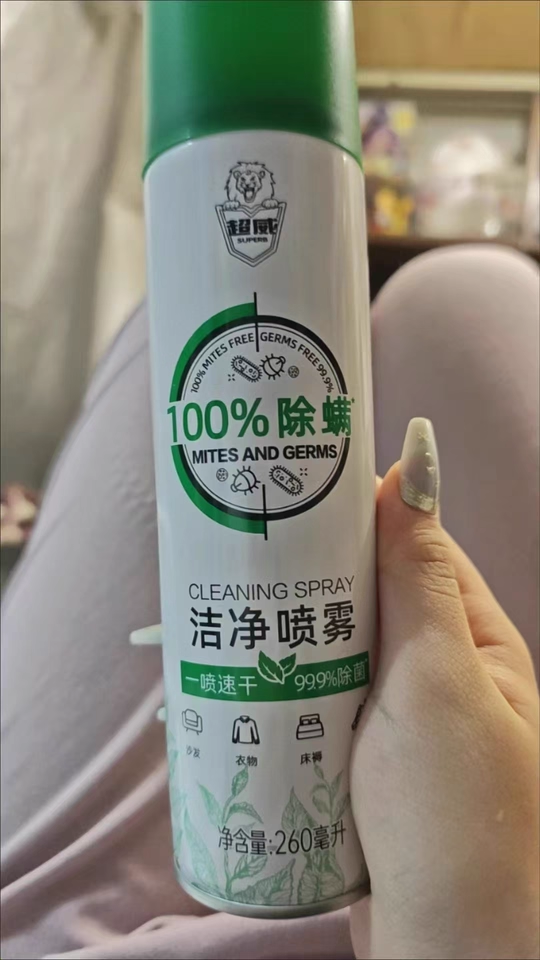 超威
SUPERB
100% MITES FREE GERMS FREE 99.9%
100%除螨*
MITES AND GERMS
CLEANING SPRAY
洁净喷雾
一喷速干 99.9%除菌*
沙发 衣物 床褥
净含量:260毫升